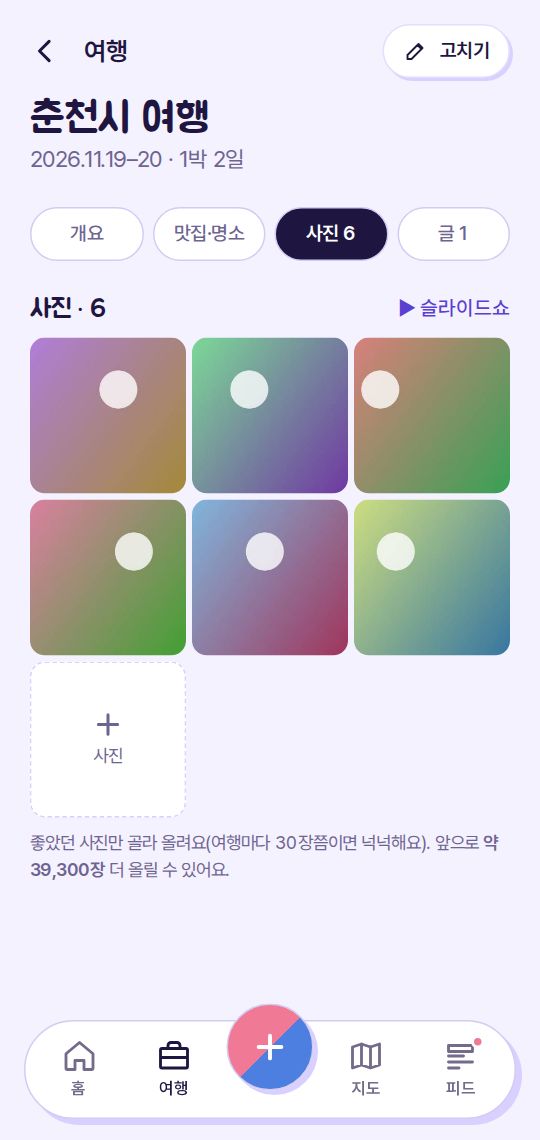 여행
고치기
춘천시 여행
2026.11.19–20 · 1박 2일
개요
맛집·명소
사진 6
글 1
사진 · 6
▶ 슬라이드쇼
사진
좋았던 사진만 골라 올려요(여행마다 30장쯤이면 넉넉해요). 앞으로 약
39,300장 더 올릴 수 있어요.
홈
여행
지도
피드